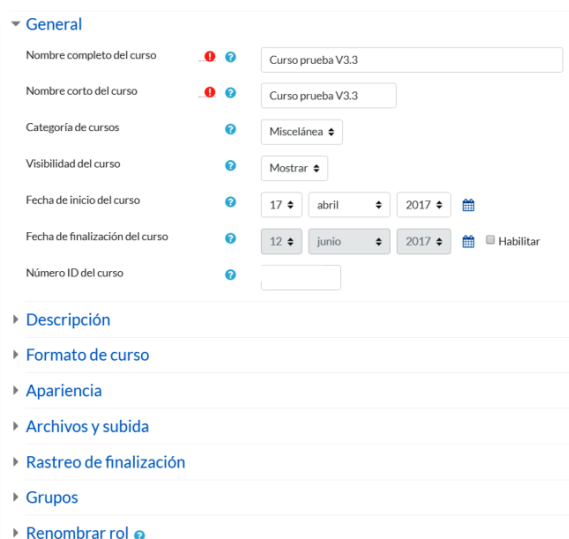 General
Nombre completo del curso Curso prueba V3.3
Nombre corto del curso Curso prueba V3.3
Categoría de cursos Miscelánea
Visibilidad del curso Mostrar
Fecha de inicio del curso 17 abril 2017
Fecha de finalización del curso 12 junio 2017 Habilitar
Número ID del curso
Descripción
Formato de curso
Apariencia
Archivos y subida
Rastreo de finalización
Grupos
Renombrar rol